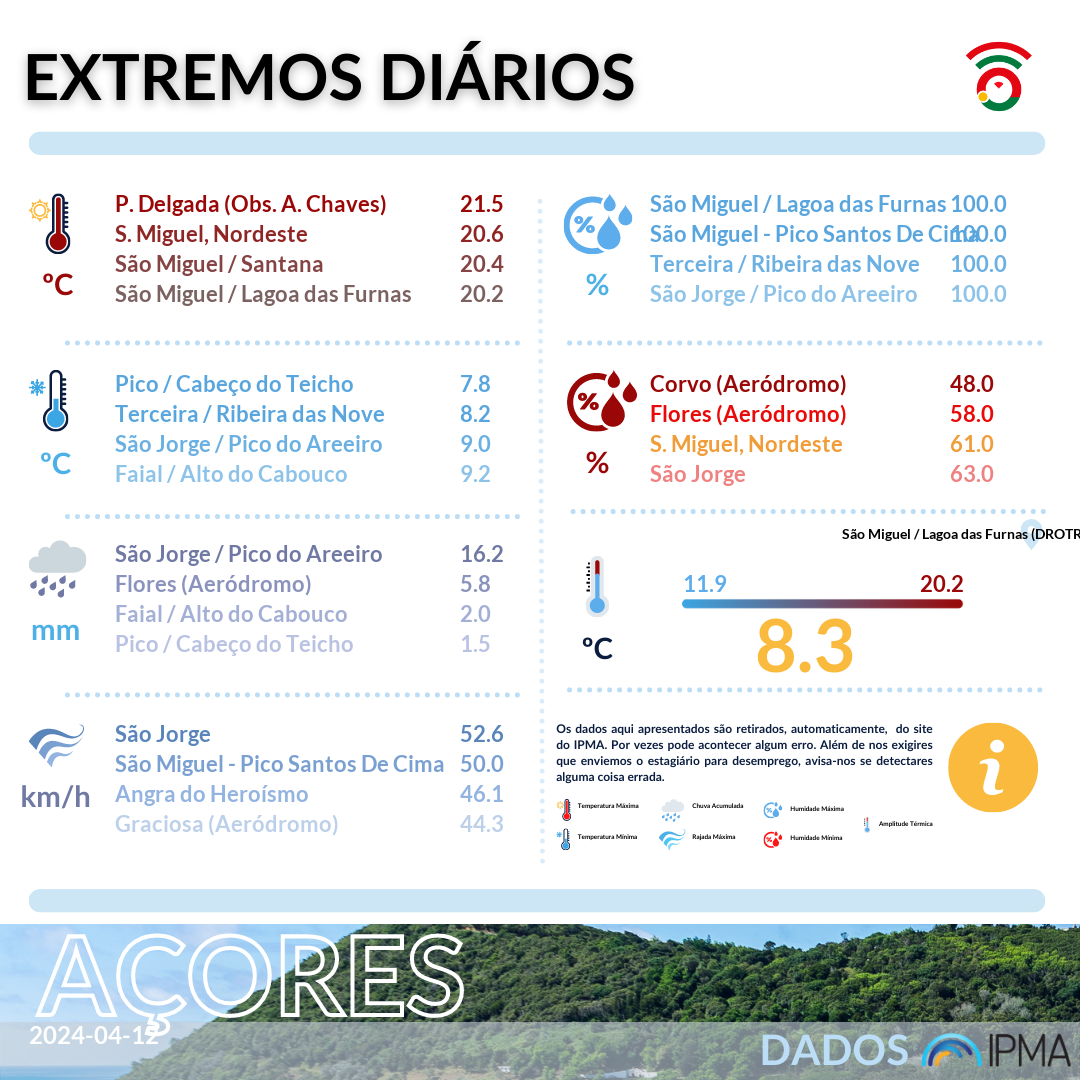 EXTREMOS DIÁRIOS
P. Delgada (Obs. A. Chaves) 21.5
S. Miguel, Nordeste 20.6
São Miguel / Santana 20.4
São Miguel / Lagoa das Furnas 20.2
ºC
Pico / Cabeço do Teicho 7.8
Terceira / Ribeira das Nove 8.2
São Jorge / Pico do Areeiro 9.0
Faial / Alto do Cabouco 9.2
ºC
São Jorge / Pico do Areeiro 16.2
Flores (Aeródromo) 5.8
Faial / Alto do Cabouco 2.0
Pico / Cabeço do Teicho 1.5
mm
São Jorge 52.6
São Miguel - Pico Santos De Cima 50.0
Angra do Heroísmo 46.1
Graciosa (Aeródromo) 44.3
km/h
São Miguel / Lagoa das Furnas 100.0
São Miguel - Pico Santos De Cima 100.0
Terceira / Ribeira das Nove 100.0
São Jorge / Pico do Areeiro 100.0
%
%
Corvo (Aeródromo) 48.0
Flores (Aeródromo) 58.0
S. Miguel, Nordeste 61.0
São Jorge 63.0
%
%
São Miguel / Lagoa das Furnas (DROTR
11.9 20.2
8.3
ºC
Os dados aqui apresentados são retirados, automaticamente, do site
do IPMA. Por vezes pode acontecer algum erro. Além de nos exigires
que enviemos o estagiário para desemprego, avisa-nos se detectares
alguma coisa errada.
i
Temperatura Máxima Chuva Acumulada Humidade Máxima
Amplitude Térmica
Temperatura Mínima Rajada Máxima Humidade Mínima
AÇORES
2024-04-12
DADOS IPMA